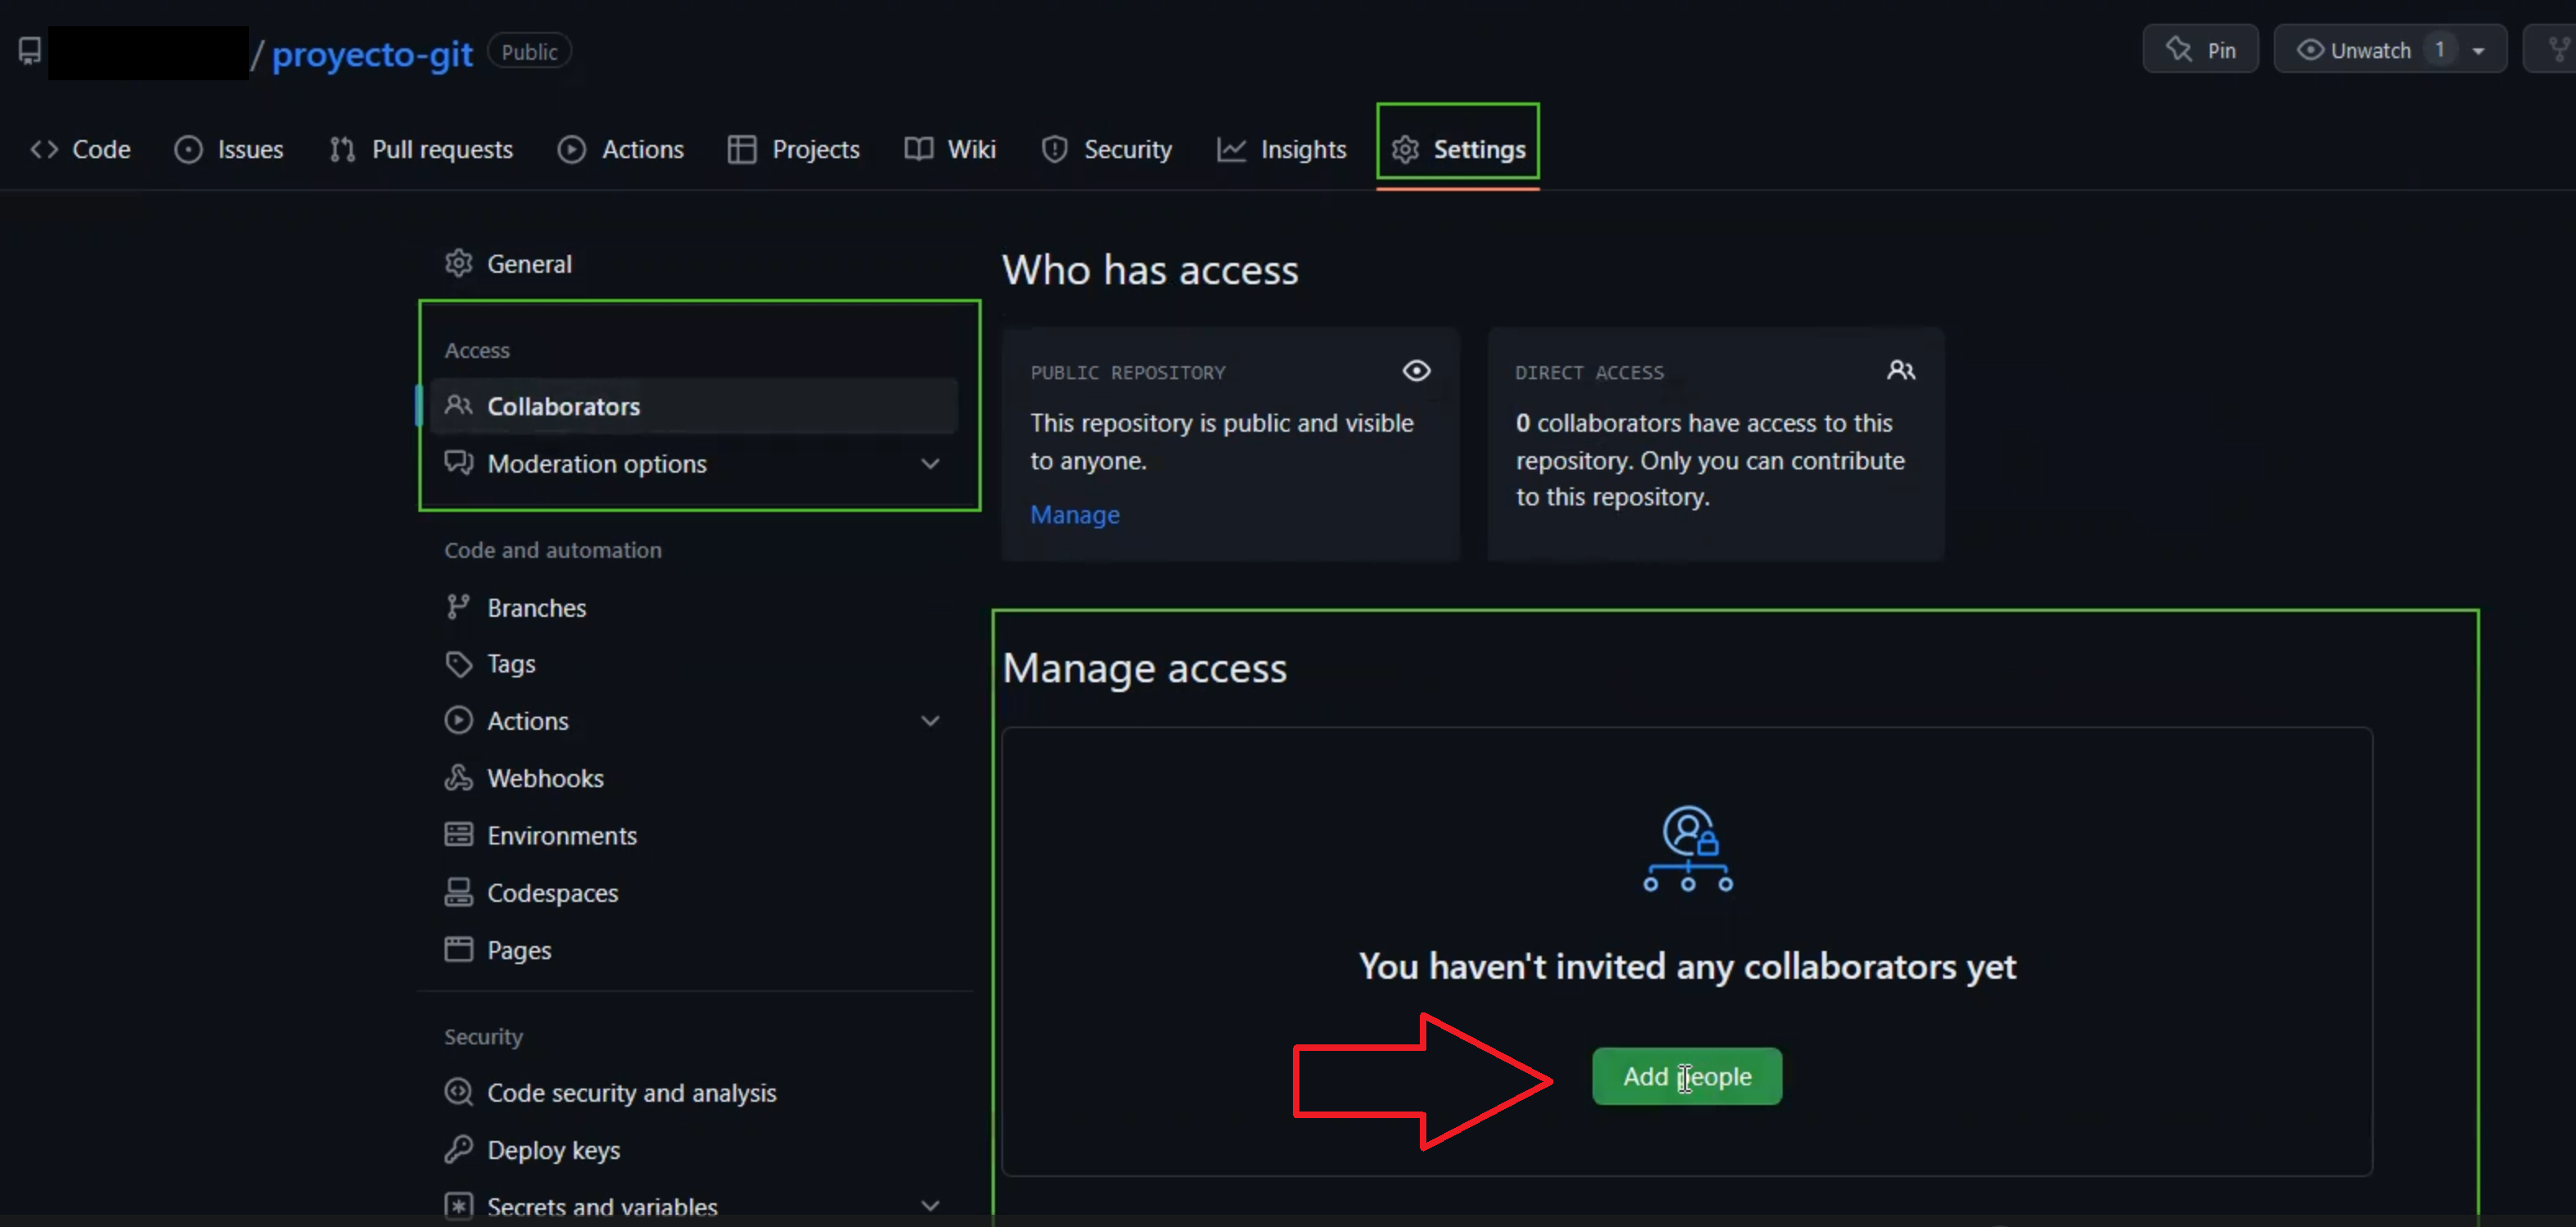 / proyecto-git Public
Pin
Unwatch 1
Code
Issues
Pull requests
Actions
Projects
Wiki
Security
Insights
Settings
General
Access
Collaborators
Moderation options
Code and automation
Branches
Tags
Actions
Webhooks
Environments
Codespaces
Pages
Security
Code security and analysis
Deploy keys
Secrets and variables
Who has access
PUBLIC REPOSITORY
This repository is public and visible
to anyone.
Manage
DIRECT ACCESS
0 collaborators have access to this
repository. Only you can contribute
to this repository.
Manage access
You haven't invited any collaborators yet
Add people